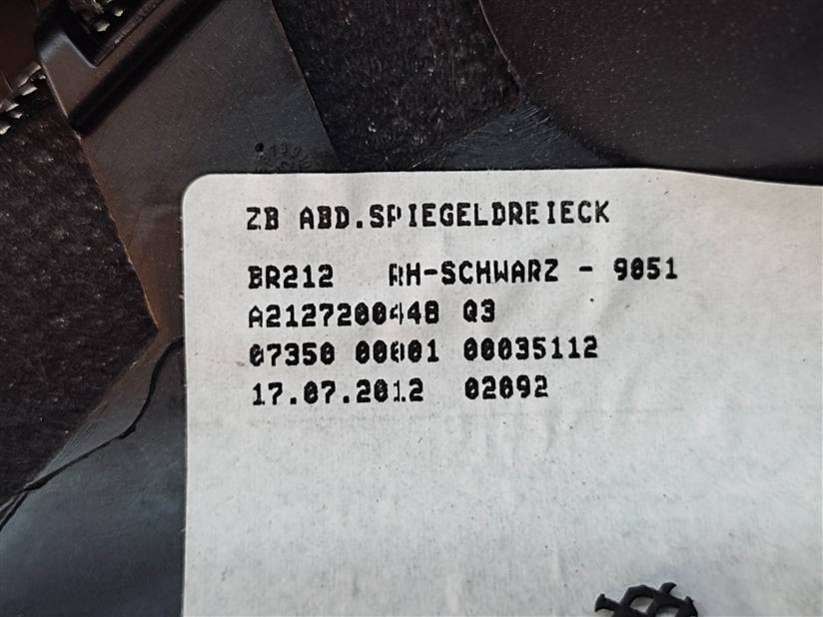 ZB ABD.SPIEGELDREIECK
BR212 RH-SCHWARZ - 9051
A2127200448 Q3
07350 00001 00035112
17.07.2012 02092